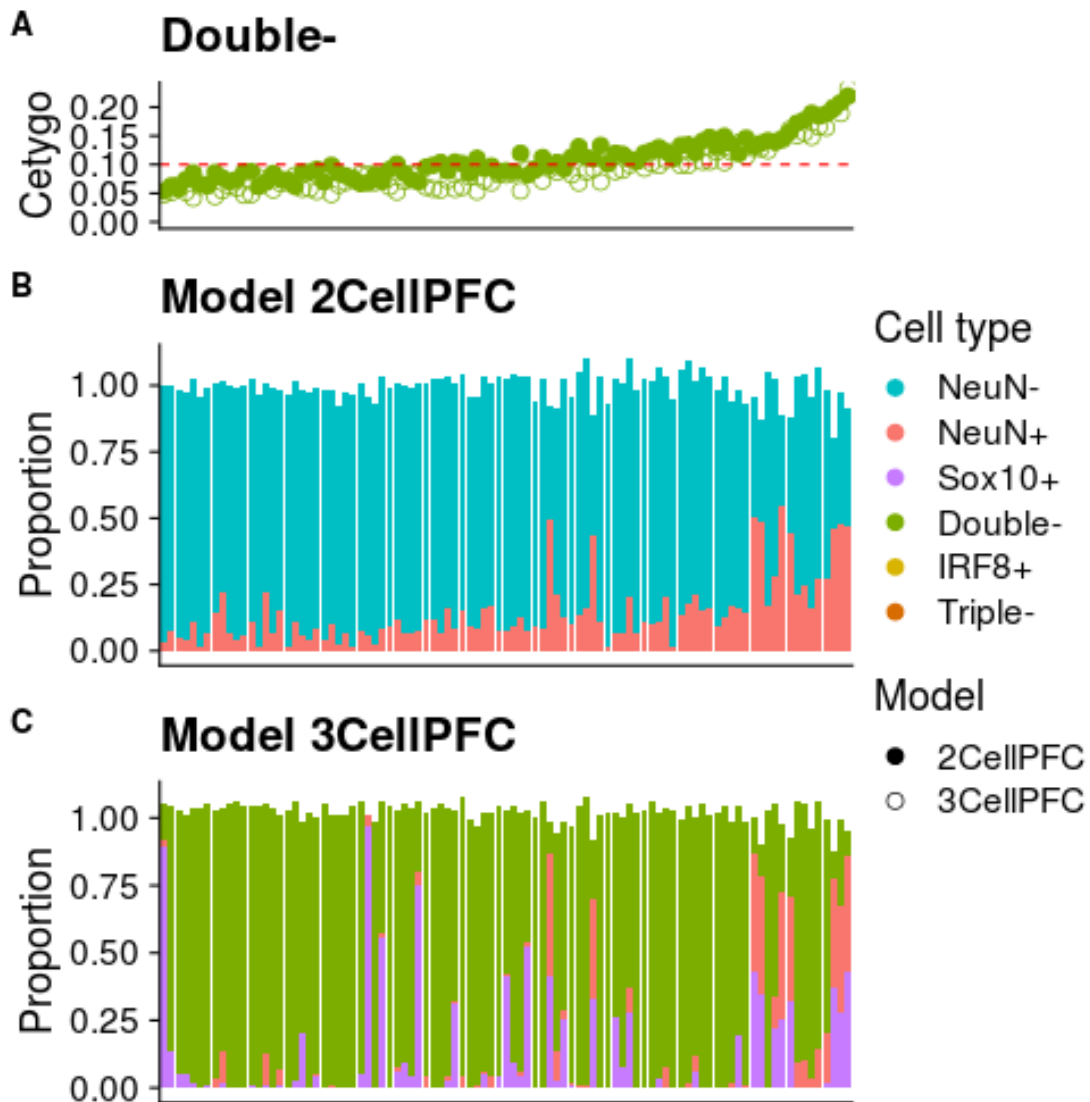 A
Double-
Cetygo
0.20
0.15
0.10
0.05
0.00
B
Model 2CellPFC
Proportion
1.00
0.75
0.50
0.25
0.00
Cell type
NeuN-
NeuN+
Sox10+
Double-
IRF8+
Triple-
Model
2CellPFC
3CellPFC
C
Model 3CellPFC
Proportion
1.00
0.75
0.50
0.25
0.00